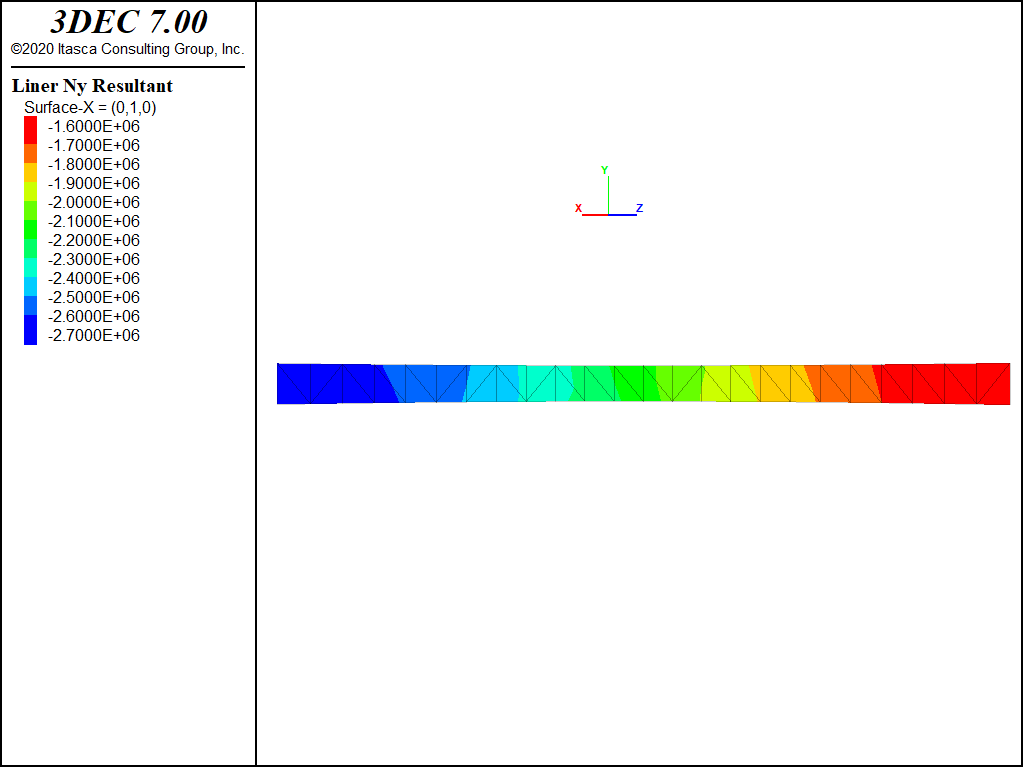 3DEC 7.00
©2020 Itasca Consulting Group, Inc.
Liner Ny Resultant
Surface-X = (0,1,0)
-1.6000E+06
-1.7000E+06
-1.8000E+06
-1.9000E+06
-2.0000E+06
-2.1000E+06
-2.2000E+06
-2.3000E+06
-2.4000E+06
-2.5000E+06
-2.6000E+06
-2.7000E+06
Y
X Z